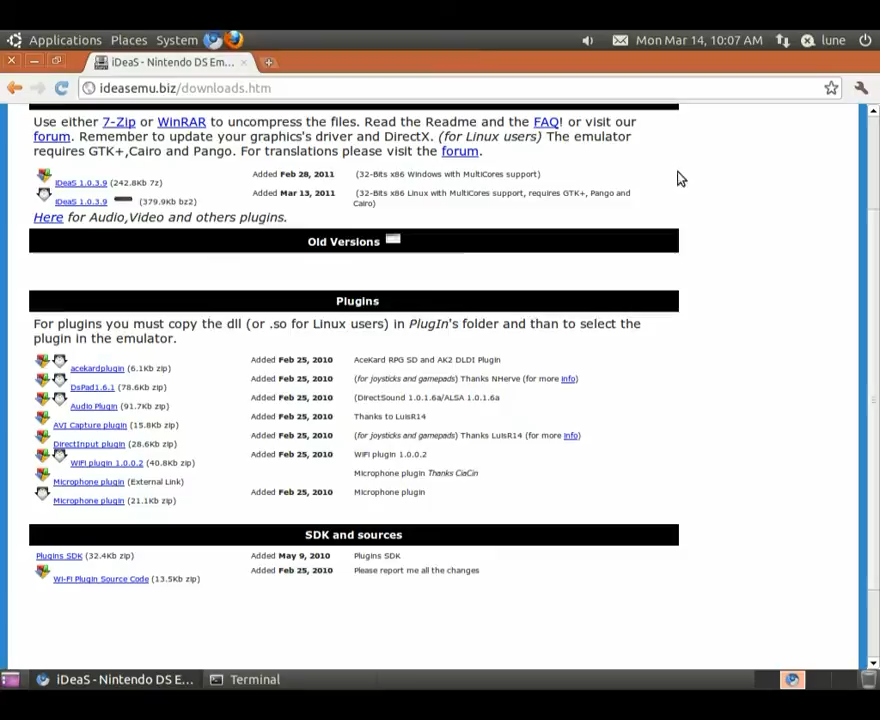 Applications Places System Mon Mar 14, 10:07 AM lune
iDeaS - Nintendo DS Em...
ideasemu.biz/downloads.htm
Use either 7-Zip or WinRAR to uncompress the files. Read the Readme and the FAQ! or visit our
forum. Remember to update your graphics's driver and DirectX. (for Linux users) The emulator
requires GTK+,Cairo and Pango. For translations please visit the forum.
iDeaS 1.0.3.9 (242.8Kb 7z) Added Feb 28, 2011 (32-Bits x86 Windows with MultiCores support)
iDeaS 1.0.3.9 (379.9Kb bz2) Added Mar 13, 2011 (32-Bits x86 Linux with MultiCores support, requires GTK+, Pango and
Cairo)
Here for Audio,Video and others plugins.
Old Versions
Plugins
For plugins you must copy the dll (or .so for Linux users) in PlugIn's folder and than to select the
plugin in the emulator.
acekardplugin (6.1Kb zip) Added Feb 25, 2010 AceKard RPG SD and AK2 DLDI Plugin
DsPad1.6.1 (78.6Kb zip) Added Feb 25, 2010 (for joysticks and gamepads) Thanks NHerve (for more Info)
Audio Plugin (91.7Kb zip) Added Feb 25, 2010 (DirectSound 1.0.1.6a/ALSA 1.0.1.6a
AVI Capture plugin (15.8Kb zip) Added Feb 25, 2010 Thanks to LuisR14
DirectInput plugin (28.6Kb zip) Added Feb 25, 2010 (for joysticks and gamepads) Thanks LuisR14 (for more Info)
WIFI plugin 1.0.0.2 (40.8Kb zip) Added Feb 25, 2010 WIFI plugin 1.0.0.2
Microphone plugin (External Link) Microphone plugin Thanks CiaCin
Microphone plugin (21.1Kb zip) Added Feb 25, 2010 Microphone plugin
SDK and sources
Plugins SDK (32.4Kb zip) Added May 9, 2010 Plugins SDK
Wi-Fi Plugin Source Code (13.5Kb zip) Added Feb 25, 2010 Please report me all the changes
iDeaS - Nintendo DS E... Terminal